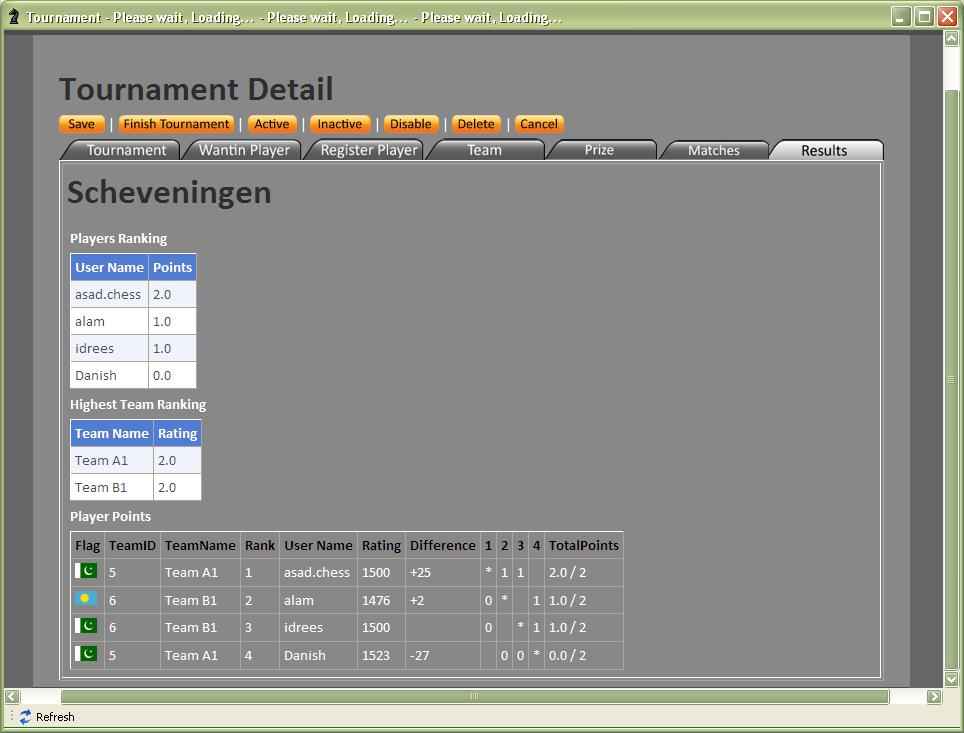 Tournament - Please wait, Loading... - Please wait, Loading... - Please wait, Loading...
Tournament Detail
Save | Finish Tournament | Active | Inactive | Disable | Delete | Cancel
Tournament Wantin Player Register Player Team Prize Matches Results
Scheveningen
Players Ranking
User Name Points
asad.chess 2.0
alam 1.0
idrees 1.0
Danish 0.0
Highest Team Ranking
Team Name Rating
Team A1 2.0
Team B1 2.0
Player Points
Flag TeamID TeamName Rank User Name Rating Difference 1 2 3 4 TotalPoints
5 Team A1 1 asad.chess 1500 +25 * 1 1 2.0 / 2
6 Team B1 2 alam 1476 +2 0 * 1 1.0 / 2
6 Team B1 3 idrees 1500 0 * 1 1.0 / 2
5 Team A1 4 Danish 1523 -27 0 0 * 0.0 / 2
Refresh